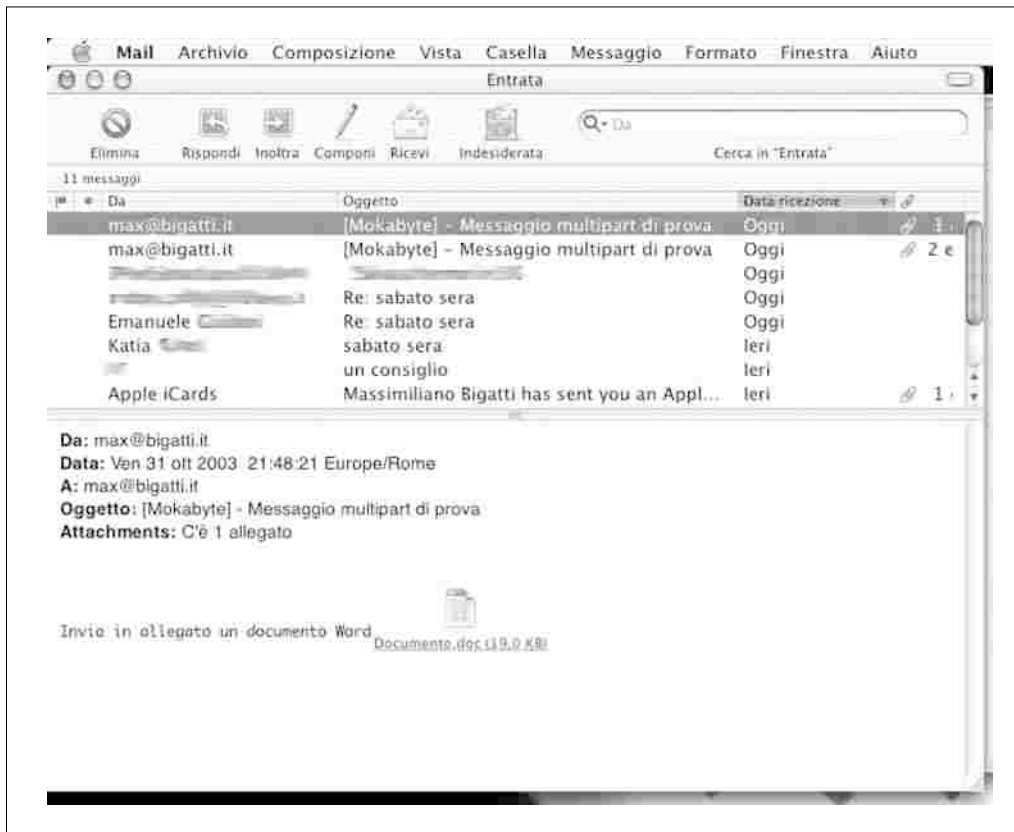 Mail Archivio Composizione Vista Casella Messaggio Formato Finestra Aiuto
Entrata
Da
Elimina Rispondi Inoltra Componi Ricevi Indesiderata Cerca in "Entrata"
11 messaggi
Da Oggetto Data ricezione
max@bigatti.it [Mokabyte] - Messaggio multipart di prova Oggi 1
max@bigatti.it [Mokabyte] - Messaggio multipart di prova Oggi 2 e
Oggi
Re: sabato sera Oggi
Emanuele Re: sabato sera Oggi
Katia sabato sera Ieri
un consiglio Ieri
Apple iCards Massimiliano Bigatti has sent you an Appl... Ieri 1
Da: max@bigatti.it
Data: Ven 31 ott 2003 21:48:21 Europe/Rome
A: max@bigatti.it
Oggetto: [Mokabyte] - Messaggio multipart di prova
Attachments: C'è 1 allegato
Invio in allegato un documento Word
Documento.doc (19,0 KB)